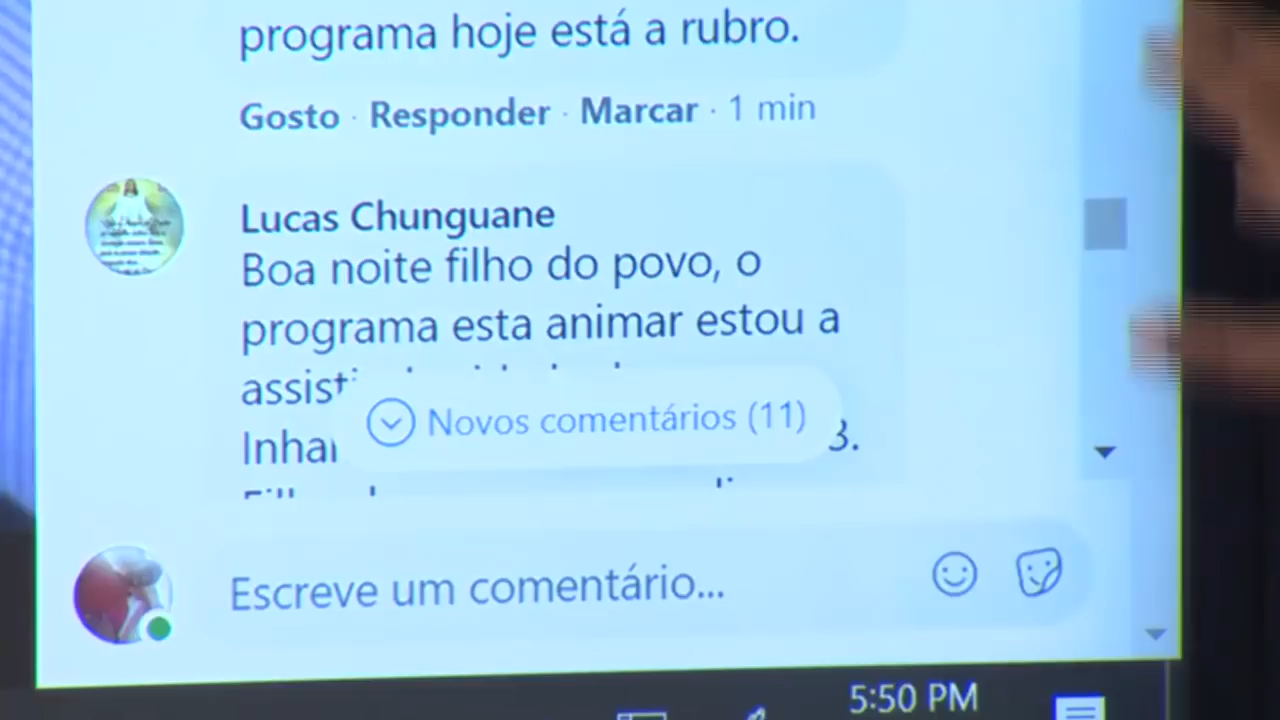 programa hoje está a rubro.
Gosto · Responder · Marcar · 1 min
Lucas Chunguane
Boa noite filho do povo, o
programa esta animar estou a
Novos comentários (11)
3.
Escreve um comentário...
5:50 PM